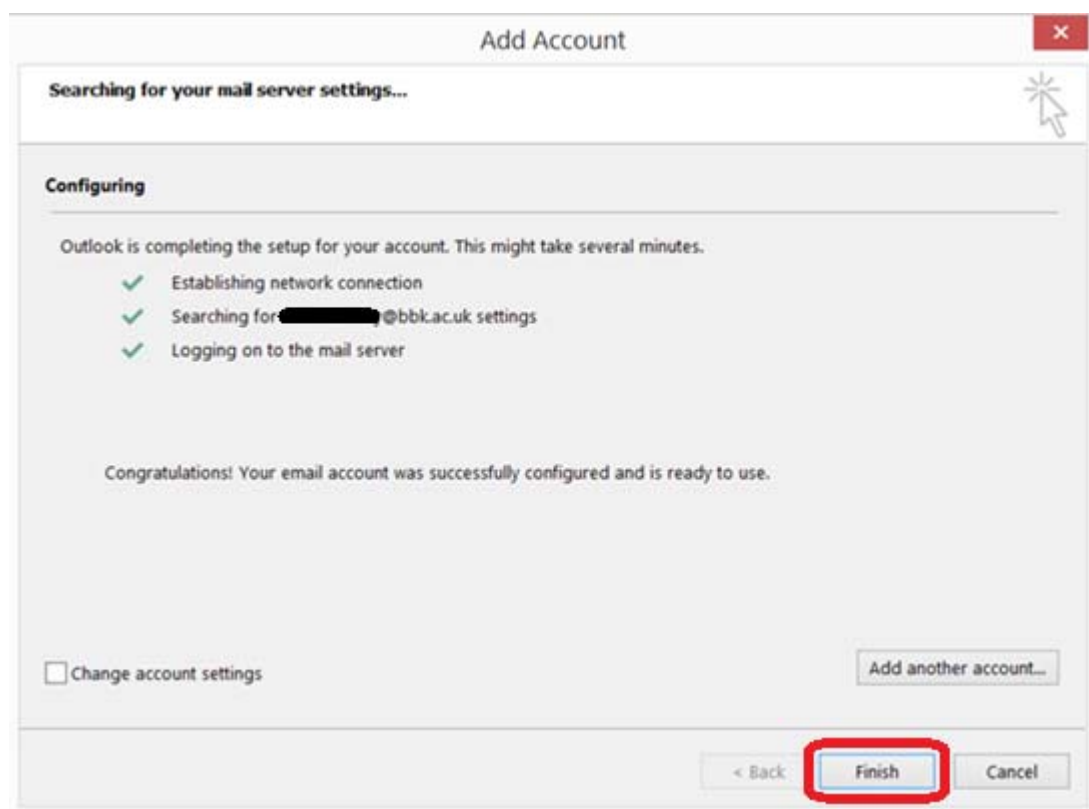 Add Account
Searching for your mail server settings...
Configuring
Outlook is completing the setup for your account. This might take several minutes.
Establishing network connection
Searching for @bbk.ac.uk settings
Logging on to the mail server
Congratulations! Your email account was successfully configured and is ready to use.
Change account settings
Add another account...
< Back
Finish
Cancel